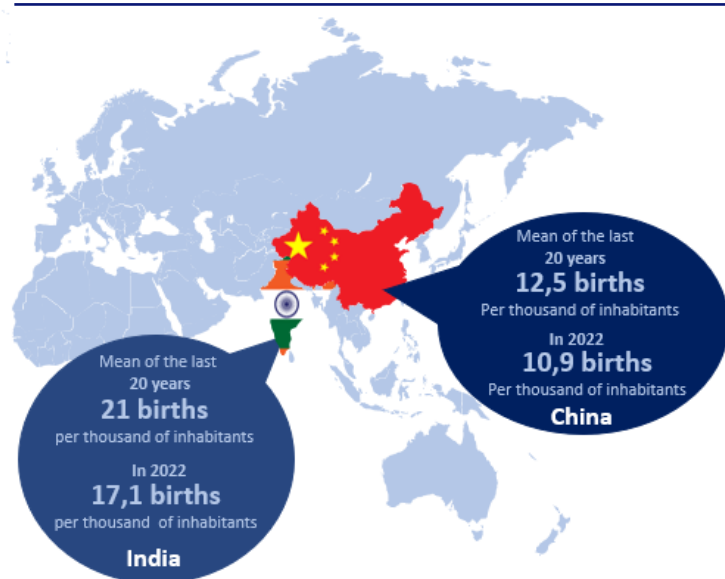 Mean of the last
20 years
12,5 births
Per thousand of inhabitants
In 2022
10,9 births
Per thousand of inhabitants
China
Mean of the last
20 years
21 births
per thousand of inhabitants
In 2022
17,1 births
per thousand of inhabitants
India